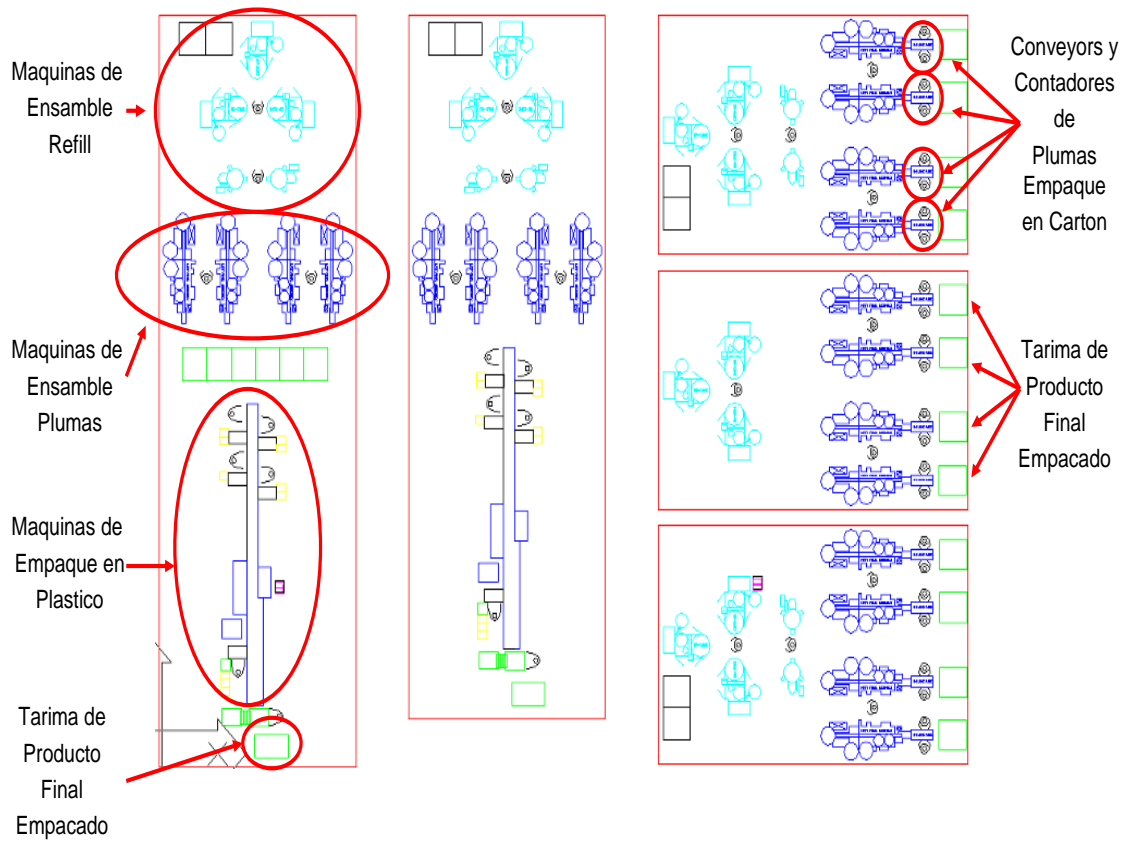 Maquinas de
Ensamble
Refill
Maquinas de
Ensamble
Plumas
Maquinas de
Empaque en
Plastico
Tarima de
Producto
Final
Empacado
Conveyors y
Contadores
de
Plumas
Empaque
en Carton
Tarima de
Producto
Final
Empacado